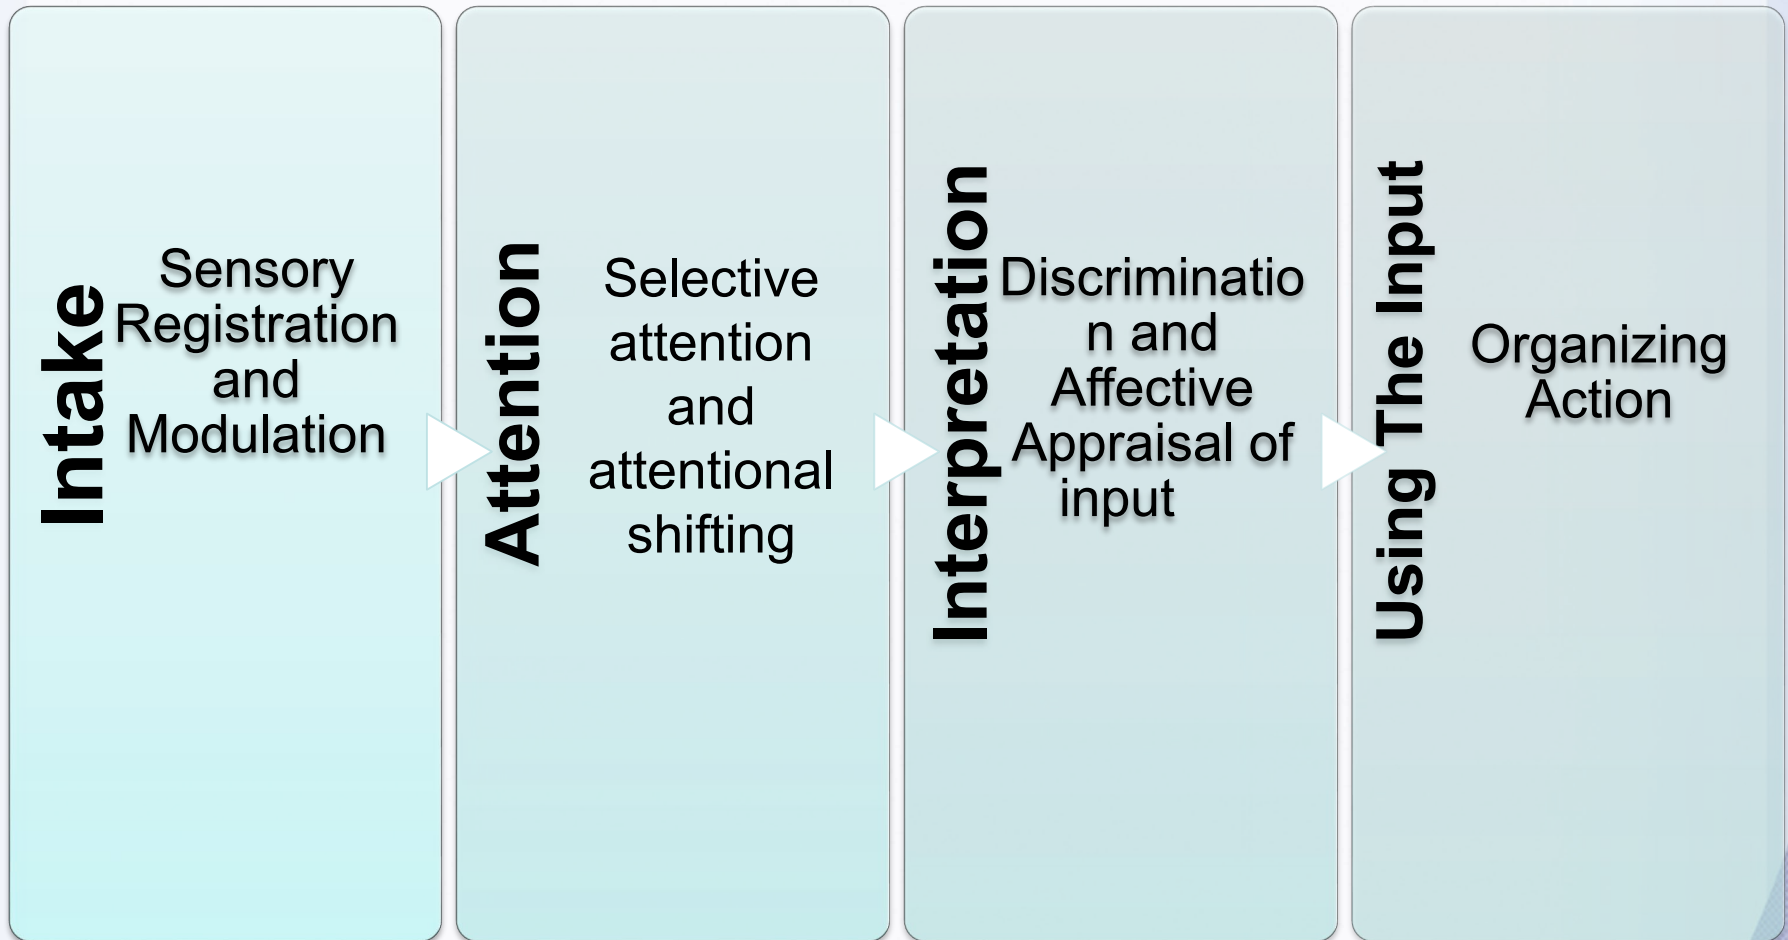 Intake
Sensory
Registration
and
Modulation
Attention
Selective
attention
and
attentional
shifting
Interpretation
Discriminatio
n and
Affective
Appraisal of
input
Using The Input
Organizing
Action